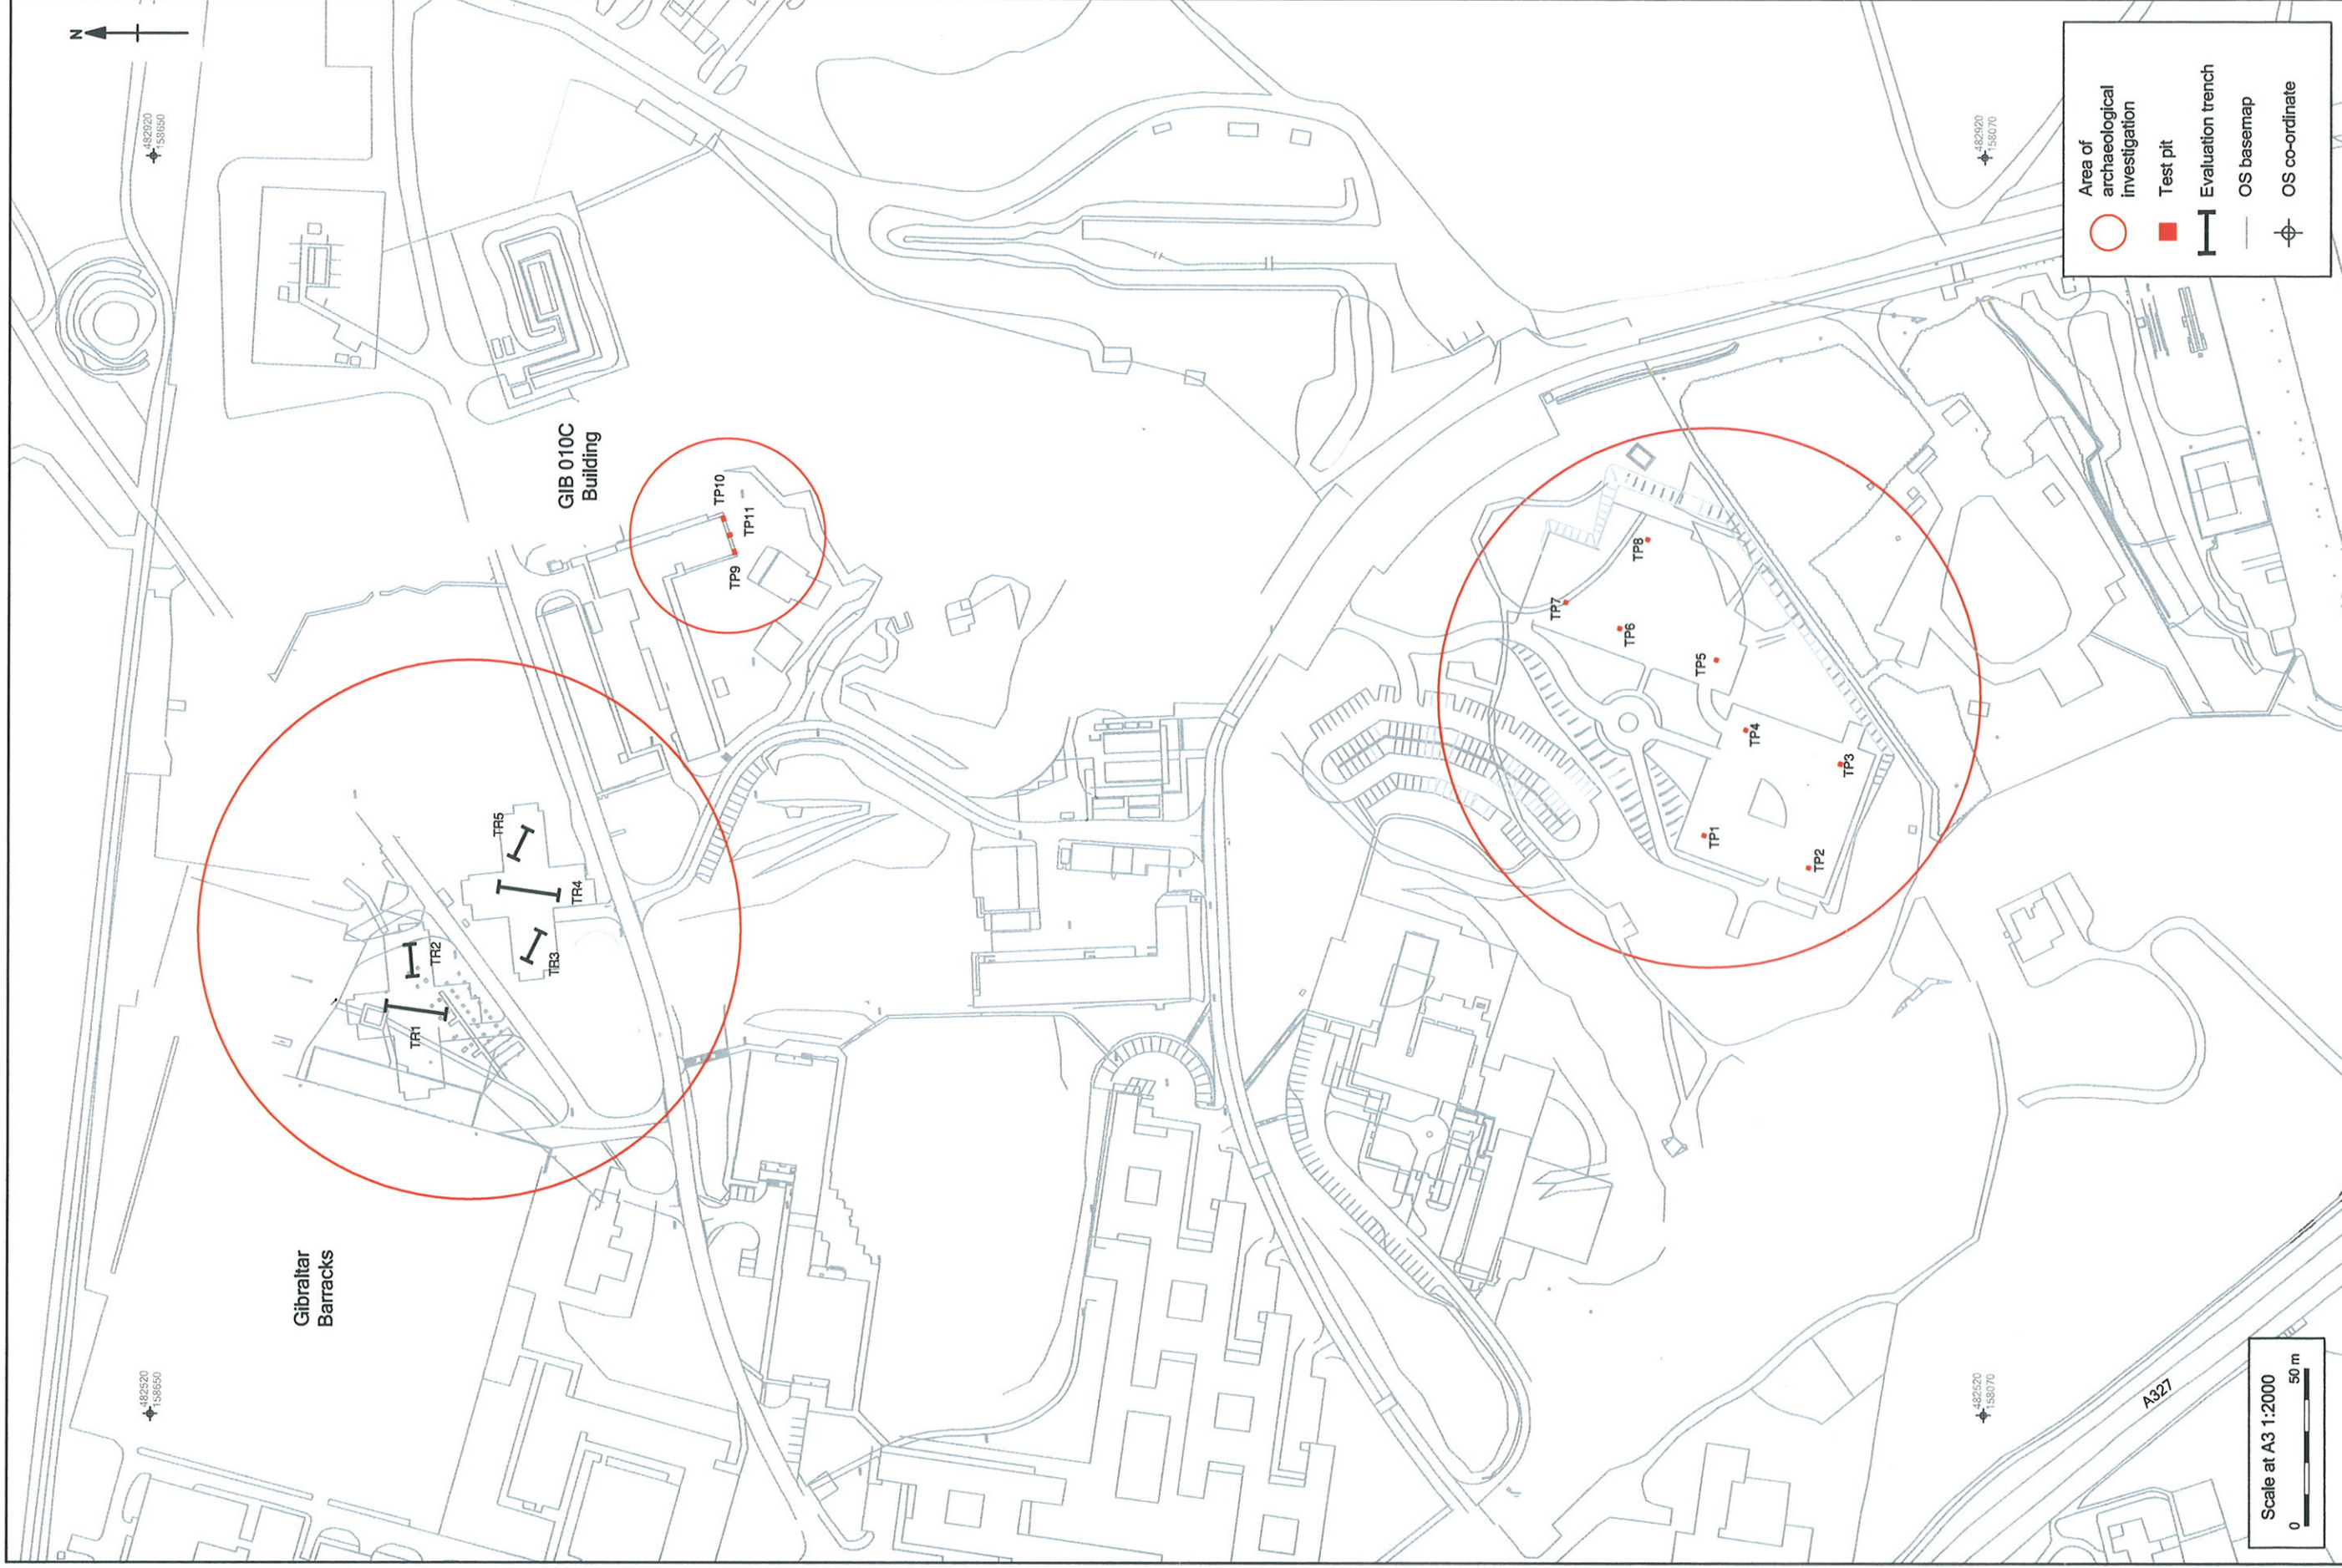 N
482920
158650
482520
158650
Gibraltar
Barracks
TR1
TR2
TR3
TR4
TR5
GIB 010C
Building
TP9
TP10
TP11
TP7
TP8
TP6
TP5
TP4
TP3
TP1
TP2
482920
158070
482520
158070
A327
Area of
archaeological
investigation
Test pit
Evaluation trench
OS basemap
OS co-ordinate
Scale at A3 1:2000
0
50 m